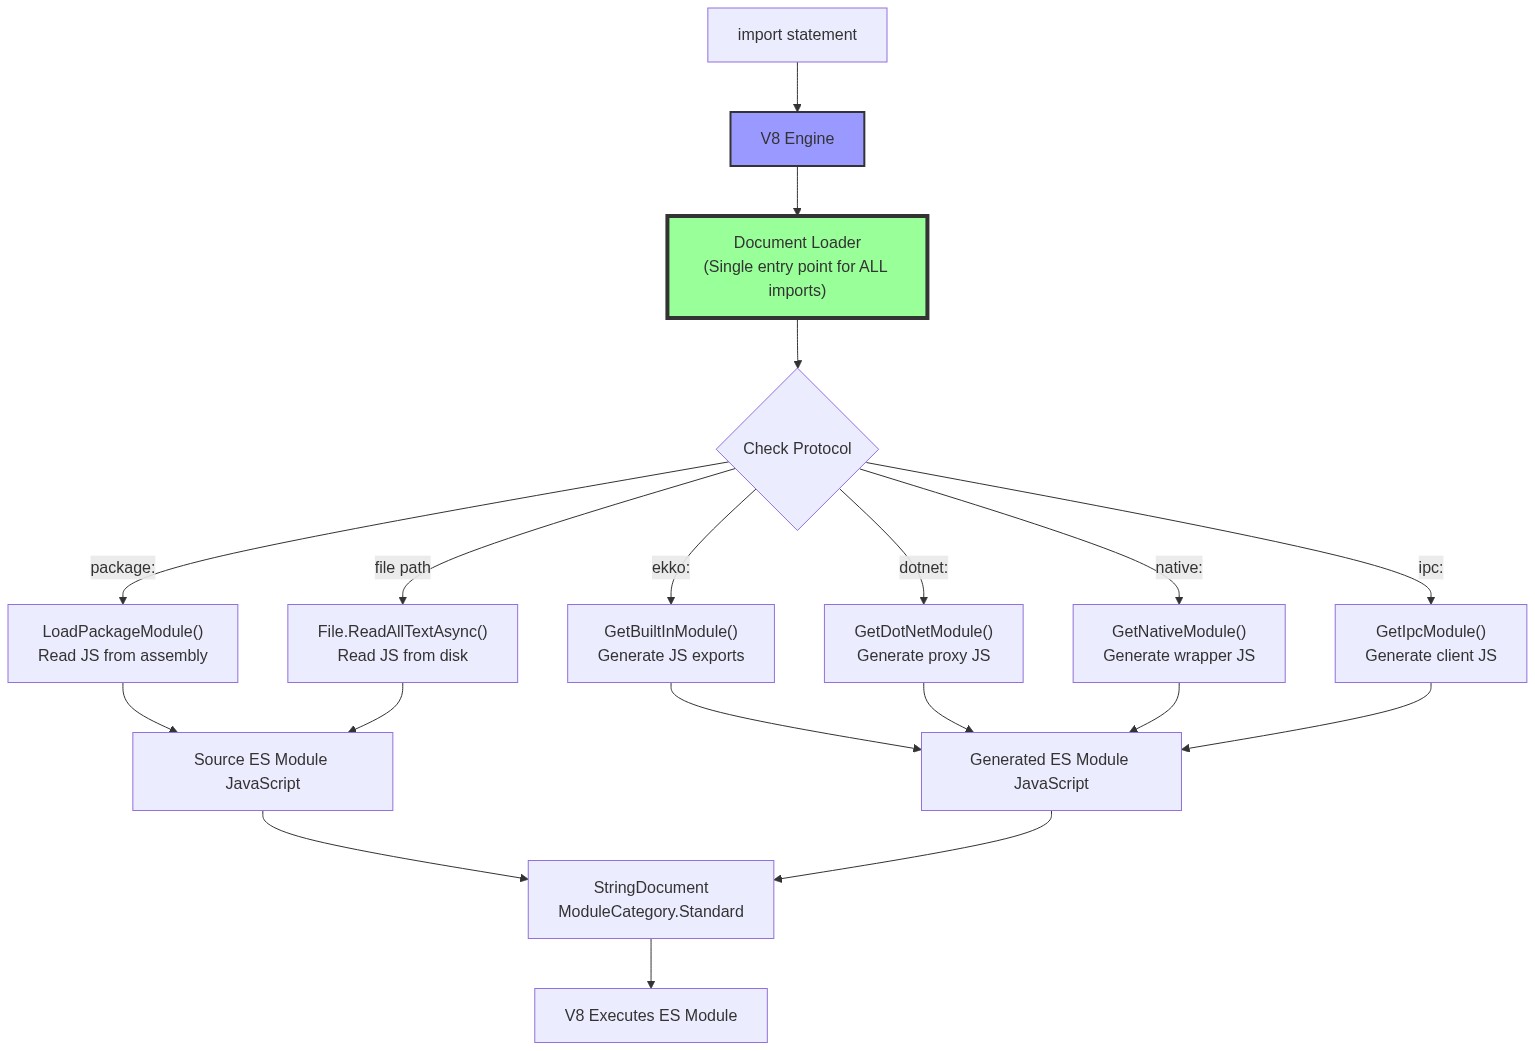 import statement
V8 Engine
Document Loader
(Single entry point for ALL
imports)
Check Protocol
package:
file path
ekko:
dotnet:
native:
ipc:
LoadPackageModule()
Read JS from assembly
File.ReadAllTextAsync()
Read JS from disk
GetBuiltInModule()
Generate JS exports
GetDotNetModule()
Generate proxy JS
GetNativeModule()
Generate wrapper JS
GetIpcModule()
Generate client JS
Source ES Module
JavaScript
Generated ES Module
JavaScript
StringDocument
ModuleCategory.Standard
V8 Executes ES Module